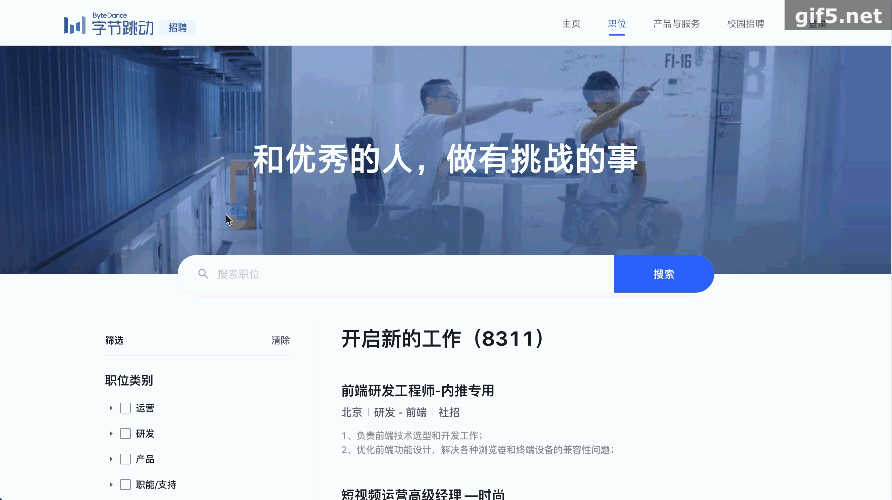 ByteDance
字节跳动
招聘
主页
职位
产品与服务
校园招聘
登录
gif5.net
F1-16
和优秀的人，做有挑战的事
搜索职位
搜索
筛选
清除
职位类别
运营
研发
产品
职能/支持
开启新的工作（8311）
前端研发工程师-内推专用
北京 | 研发 - 前端 | 社招
1、负责前端技术选型和开发工作；
2、优化前端功能设计，解决各种浏览器和终端设备的兼容性问题；
短视频运营高级经理 —时尚